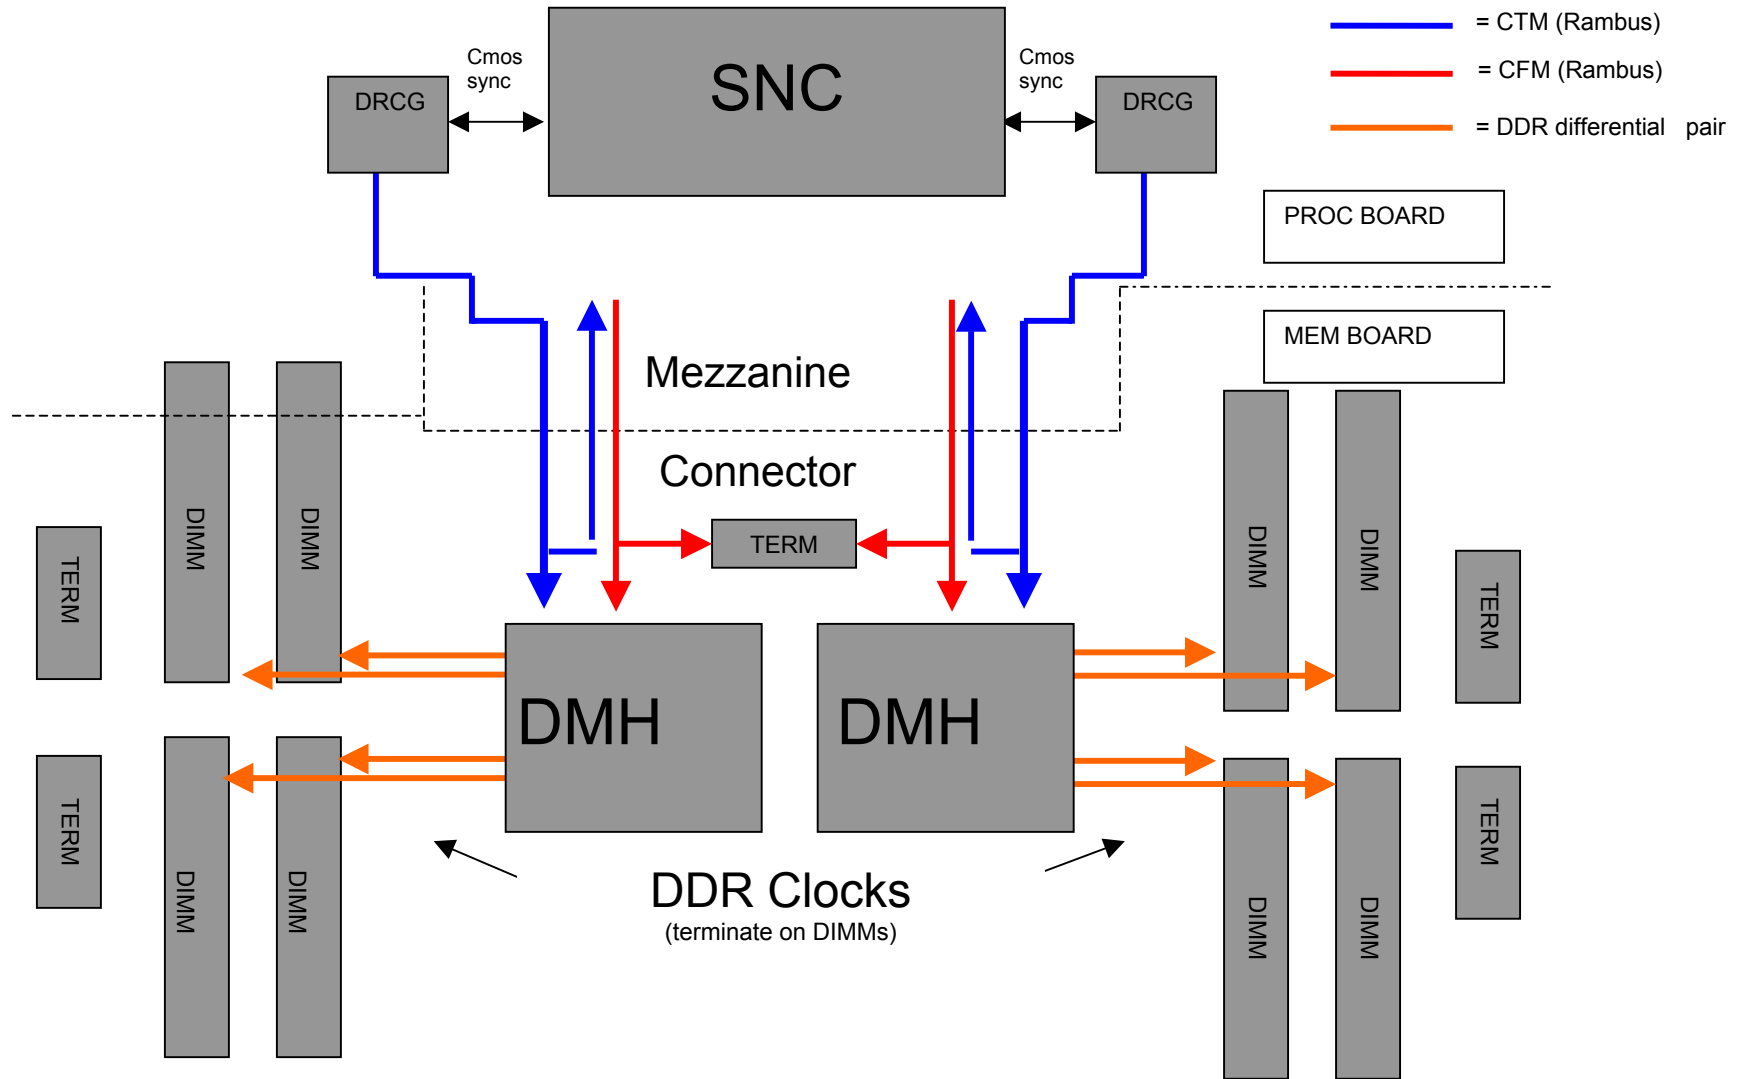 = CTM (Rambus)
Cmos
sync
SNC
Cmos
sync
= CFM (Rambus)
DRCG
DRCG
= DDR differential pair
PROC BOARD
MEM BOARD
Mezzanine
Connector
TERM
DIMM
DIMM
DIMM
DIMM
TERM
TERM
DMH
DMH
TERM
TERM
DIMM
DIMM
DIMM
DIMM
DDR Clocks
(terminate on DIMMs)